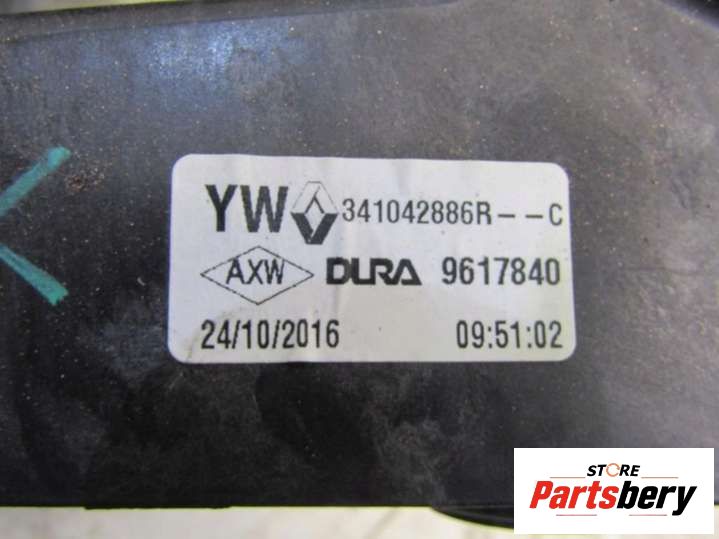 YW 341042886R--C
AXW DURA 9617840
24/10/2016 09:51:02
STORE
Partsbery